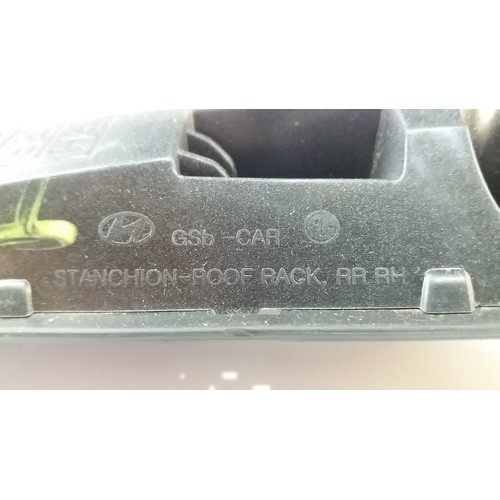 GSb-CAR
STANCHION-ROOF RACK, RR RH